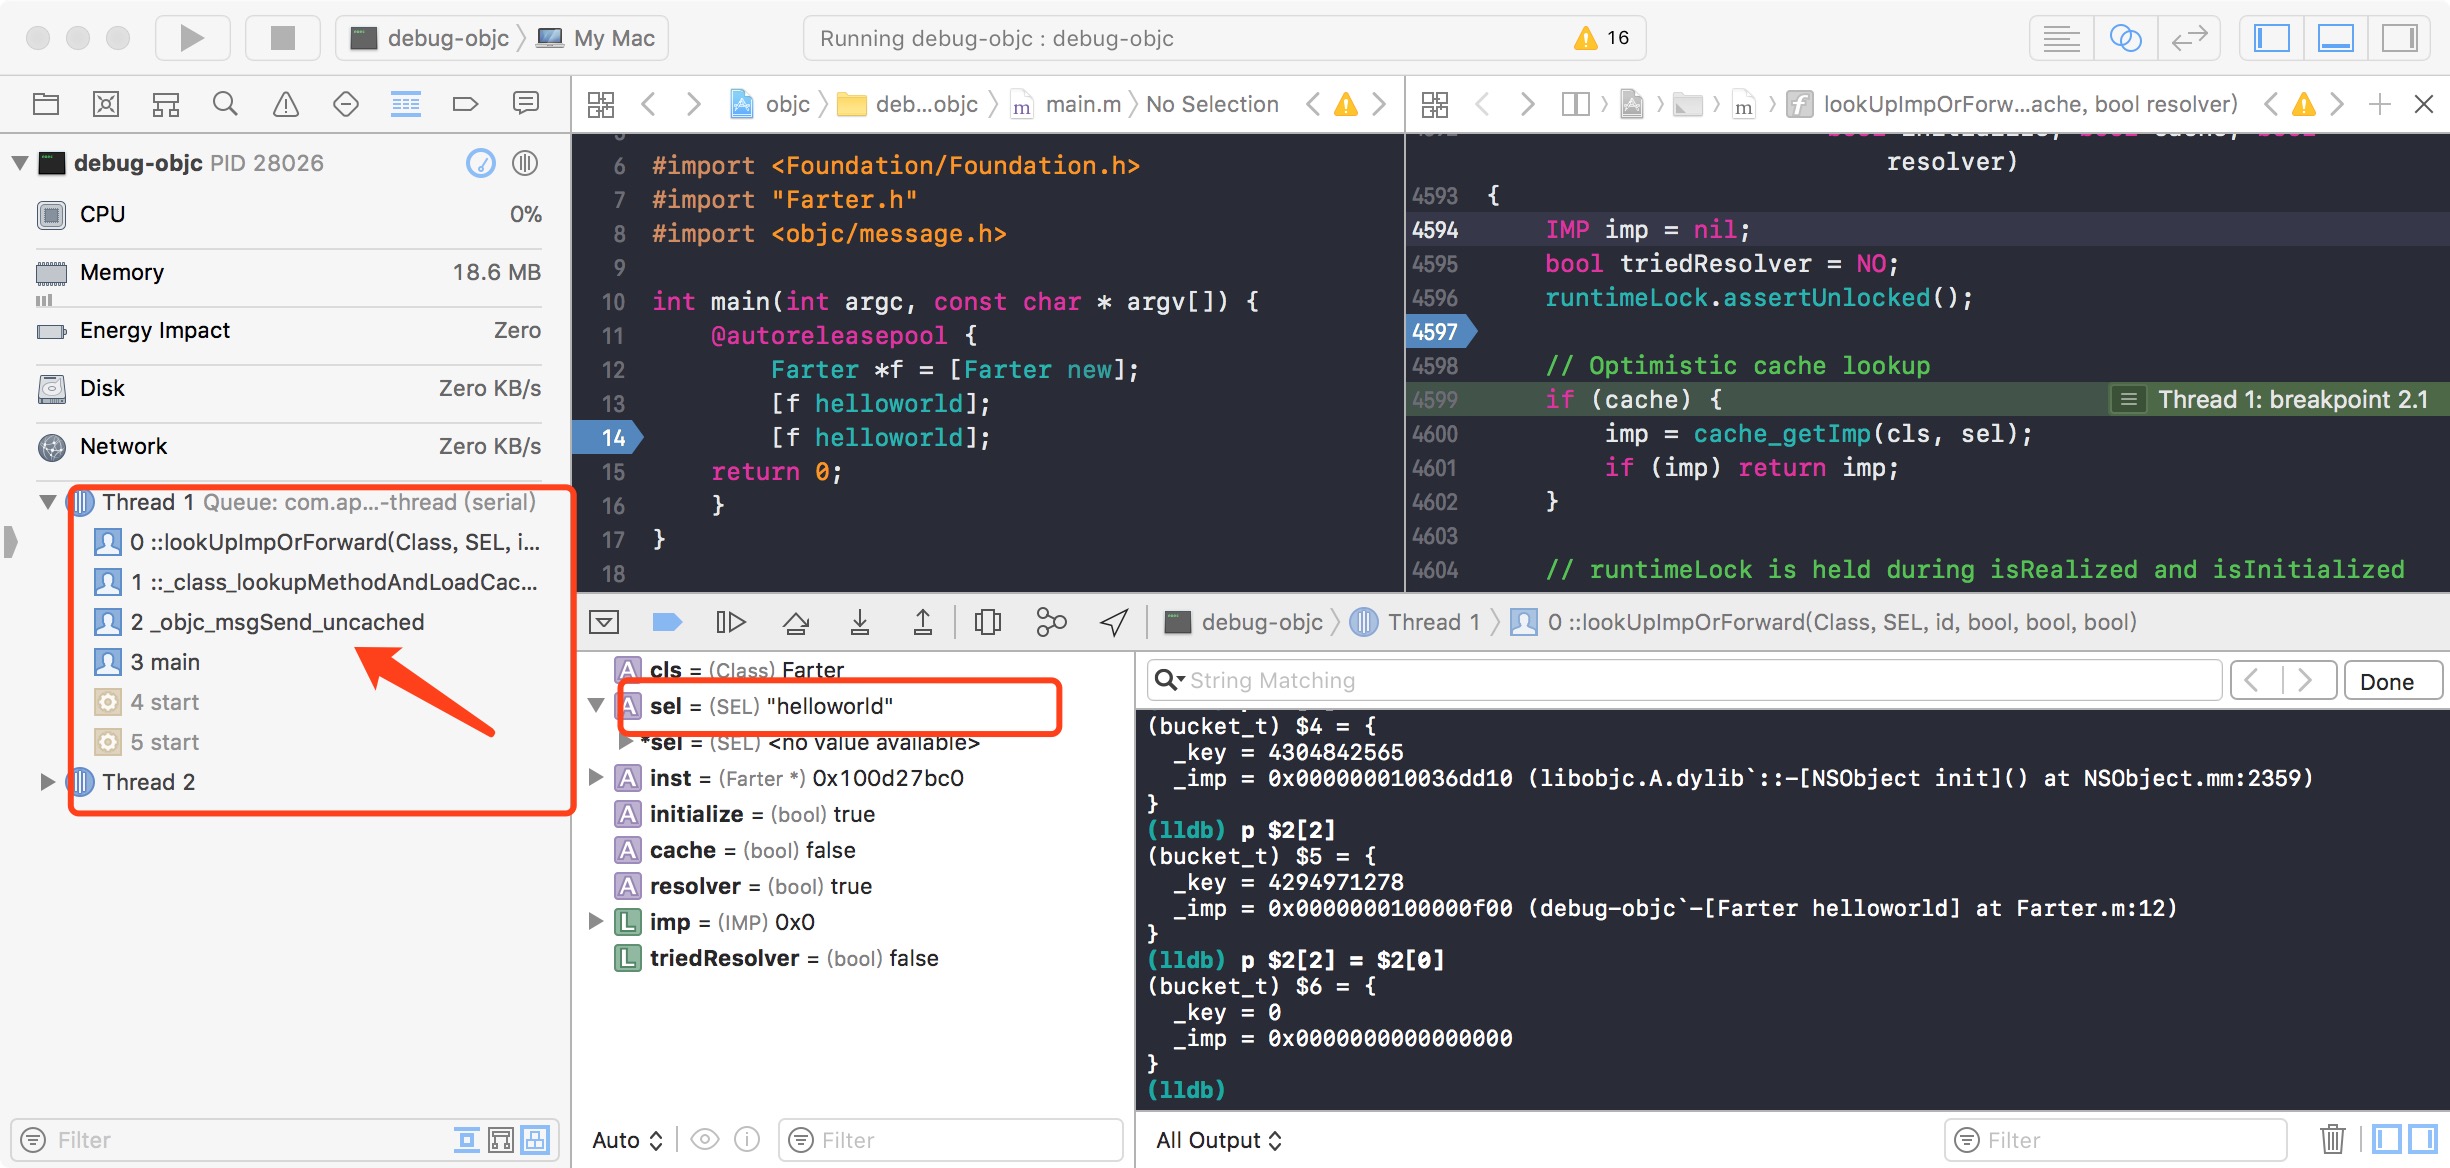 debug-objc
My Mac
Running debug-objc : debug-objc
16
debug-objc PID 28026
CPU 0%
Memory 18.6 MB
Energy Impact Zero
Disk Zero KB/s
Network Zero KB/s
Thread 1 Queue: com.ap...-thread (serial)
0 ::lookUpImpOrForward(Class, SEL, i...
1 ::_class_lookupMethodAndLoadCac...
2 _objc_msgSend_uncached
3 main
4 start
5 start
Thread 2
Filter
objc
deb...objc
m main.m
No Selection
6 #import <Foundation/Foundation.h>
7 #import "Farter.h"
8 #import <objc/message.h>
9
10 int main(int argc, const char * argv[]) {
11 @autoreleasepool {
12 Farter *f = [Farter new];
13 [f helloworld];
14 [f helloworld];
15 return 0;
16 }
17 }
18
m
f lookUpImpOrForw...ache, bool resolver)
resolver)
4593 {
4594 IMP imp = nil;
4595 bool triedResolver = NO;
4596 runtimeLock.assertUnlocked();
4597
4598 // Optimistic cache lookup
4599 if (cache) { Thread 1: breakpoint 2.1
4600 imp = cache_getImp(cls, sel);
4601 if (imp) return imp;
4602 }
4603
4604 // runtimeLock is held during isRealized and isInitialized
debug-objc
Thread 1
0 ::lookUpImpOrForward(Class, SEL, id, bool, bool, bool)
A cls = (Class) Farter
A sel = (SEL) "helloworld"
*sel = (SEL) <no value available>
A inst = (Farter *) 0x100d27bc0
A initialize = (bool) true
A cache = (bool) false
A resolver = (bool) true
L imp = (IMP) 0x0
L triedResolver = (bool) false
Auto
Filter
String Matching
Done
(bucket_t) $4 = {
_key = 4304842565
_imp = 0x000000010036dd10 (libobjc.A.dylib`::-[NSObject init]() at NSObject.mm:2359)
}
(lldb) p $2[2]
(bucket_t) $5 = {
_key = 4294971278
_imp = 0x0000000100000f00 (debug-objc`-[Farter helloworld] at Farter.m:12)
}
(lldb) p $2[2] = $2[0]
(bucket_t) $6 = {
_key = 0
_imp = 0x0000000000000000
}
(lldb)
All Output
Filter